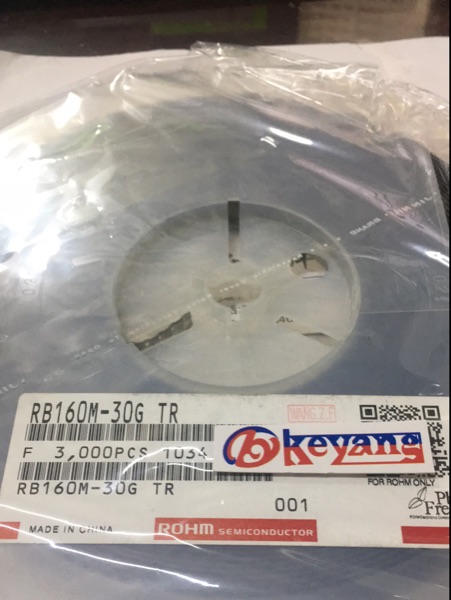 RB160M-30G TR
WANG.Z.F
F 3,000PCS 1034
keyang
RB160M-30G TR
FOR ROHM ONLY
001
MADE IN CHINA
ROHM SEMICONDUCTOR